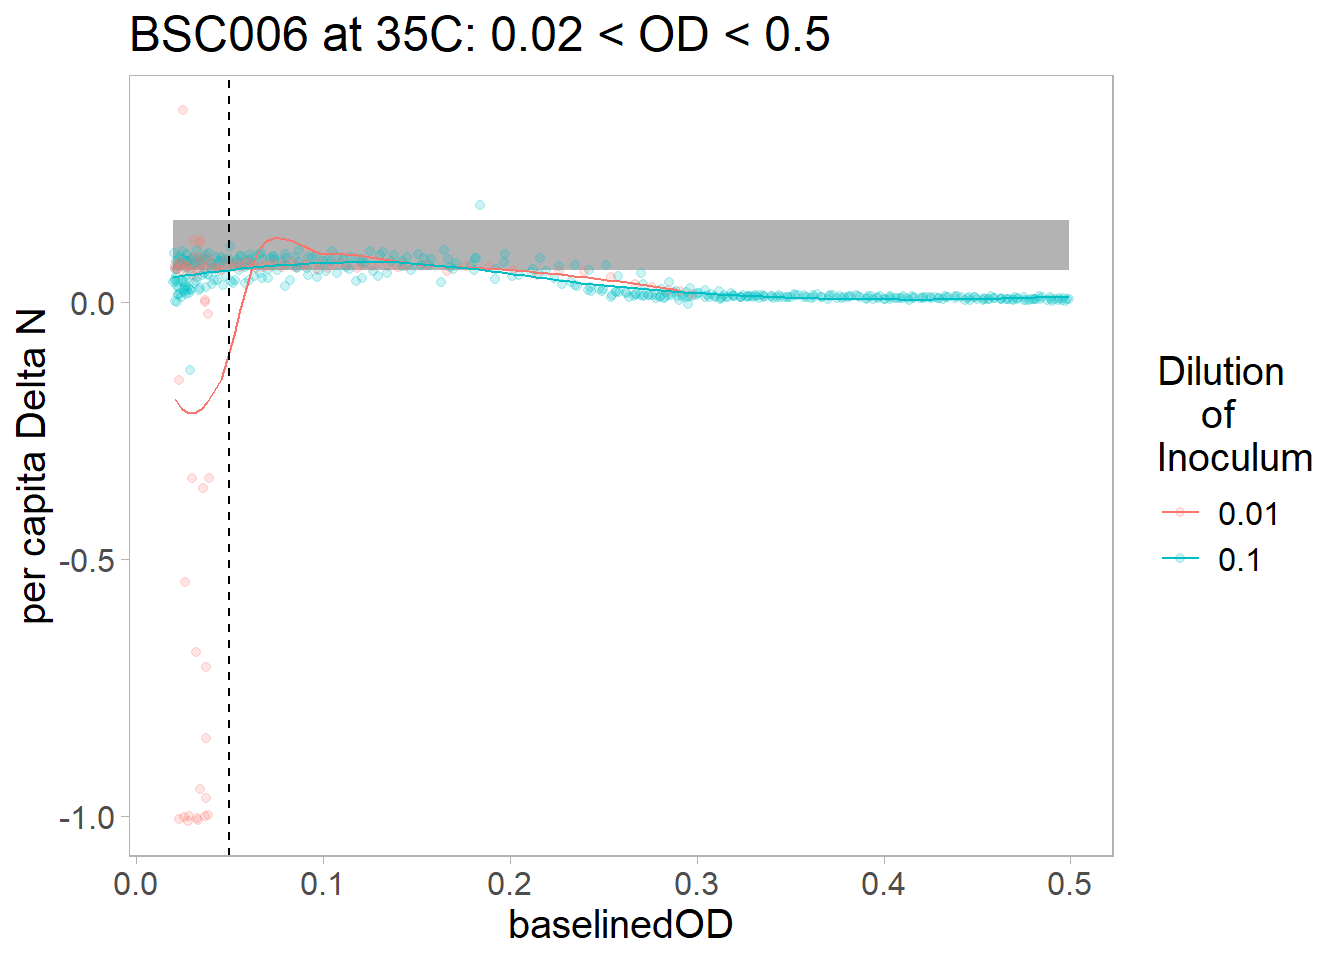 BSC006 at 35C: 0.02 < OD < 0.5
per capita Delta N
0.0
-0.5
-1.0
0.0 0.1 0.2 0.3 0.4 0.5
baselinedOD
Dilution
of
Inoculum
0.01
0.1